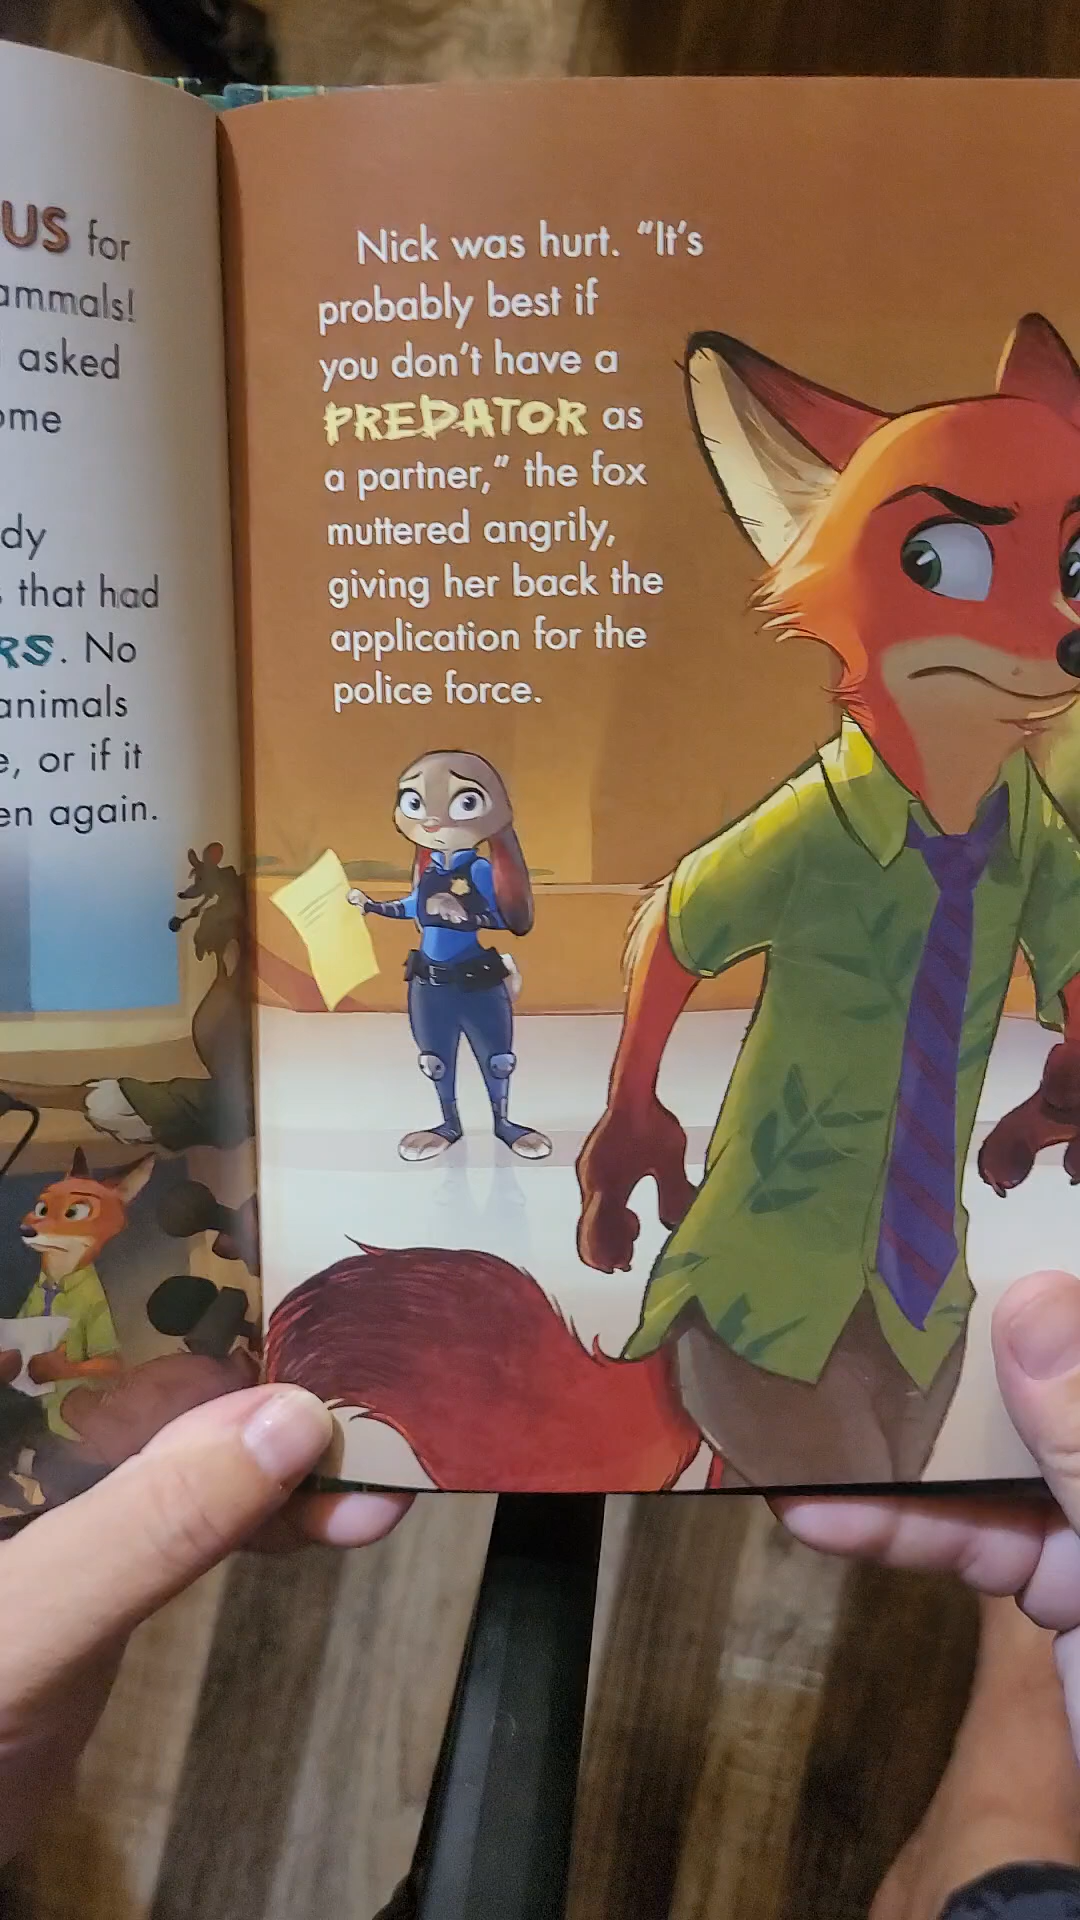 US for
ammals!
asked
ome
dy
s that had
RS. No
animals
e, or if it
en again.
Nick was hurt. "It's
probably best if
you don't have a
PREDATOR as
a partner," the fox
muttered angrily,
giving her back the
application for the
police force.